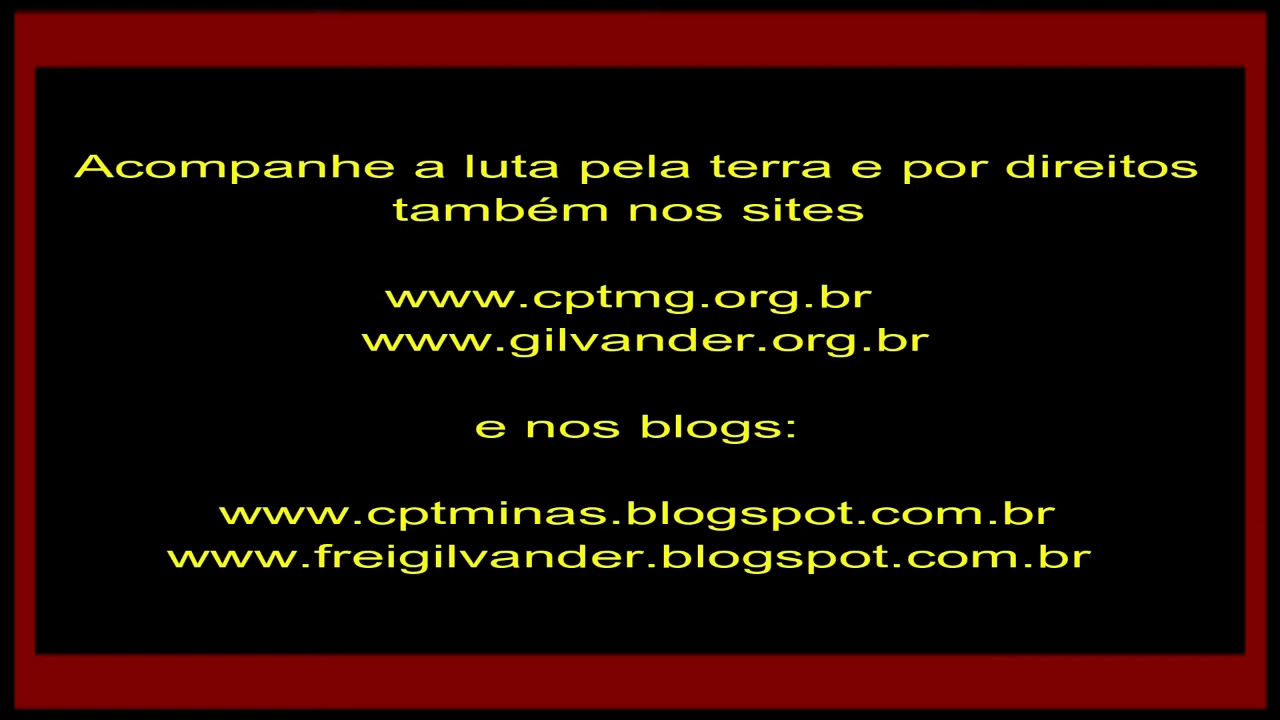 Acompanhe a luta pela terra e por direitos
também nos sites
www.cptmg.org.br
www.gilvander.org.br
e nos blogs:
www.cptminas.blogspot.com.br
www.freigilvander.blogspot.com.br